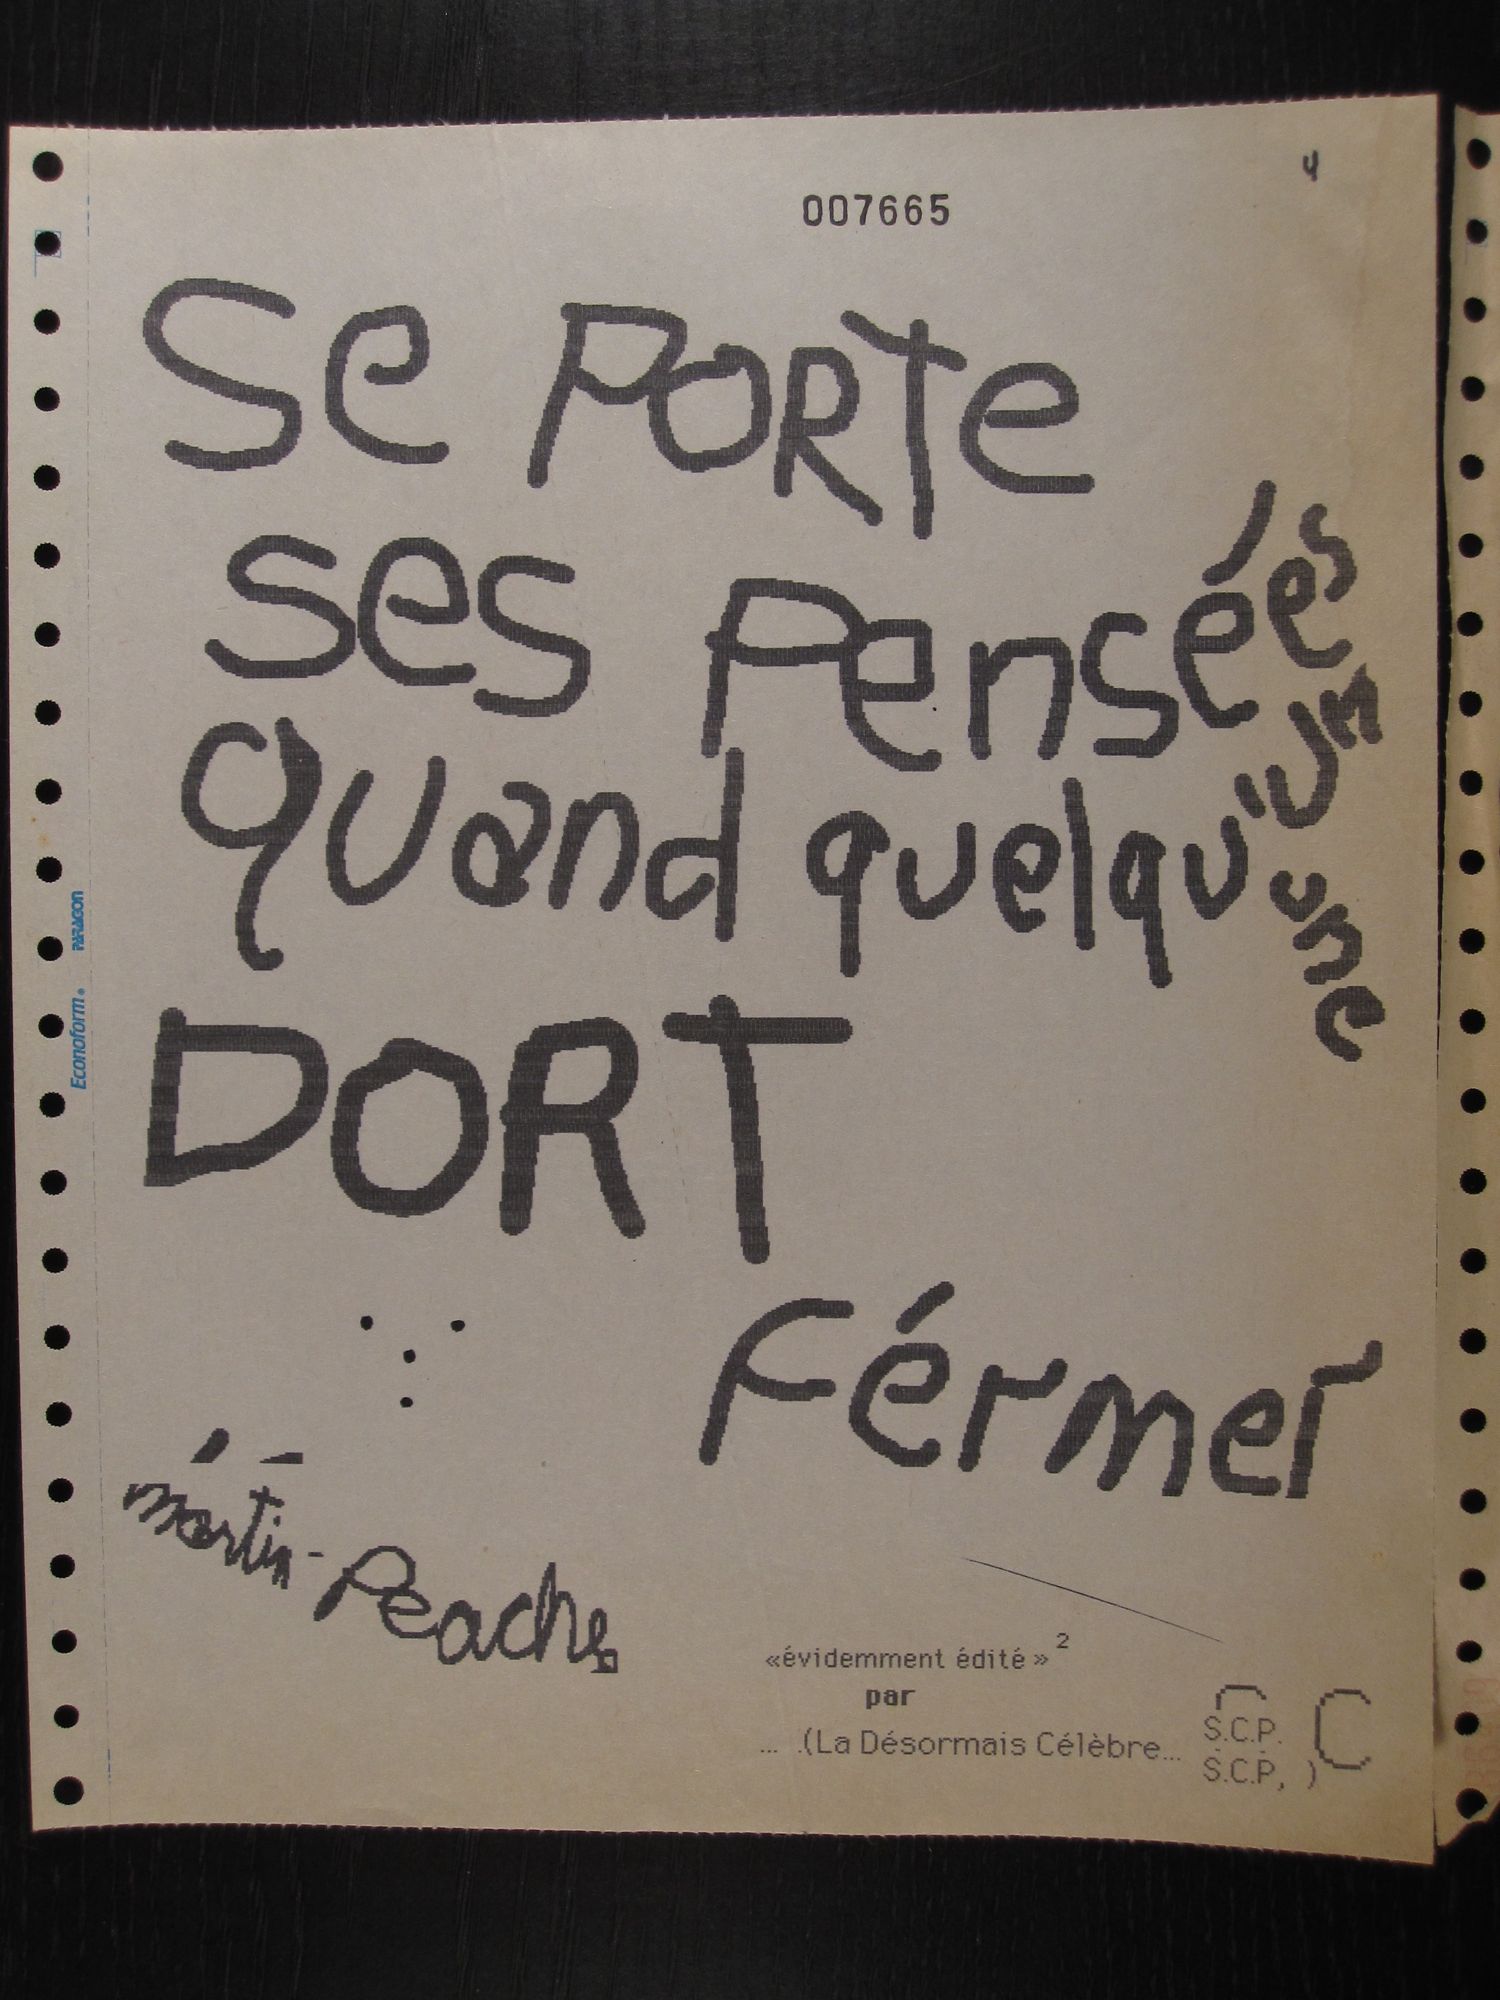 4
007665
Se PORTe
ses Pensées
quand quelqu'un
une
DORT
Férmer
martin-Peache.
«évidemment édité»²
par
... .(La Désormais Célèbre... S.C.P. C
S.C.P, )
Econoform. PARAGON